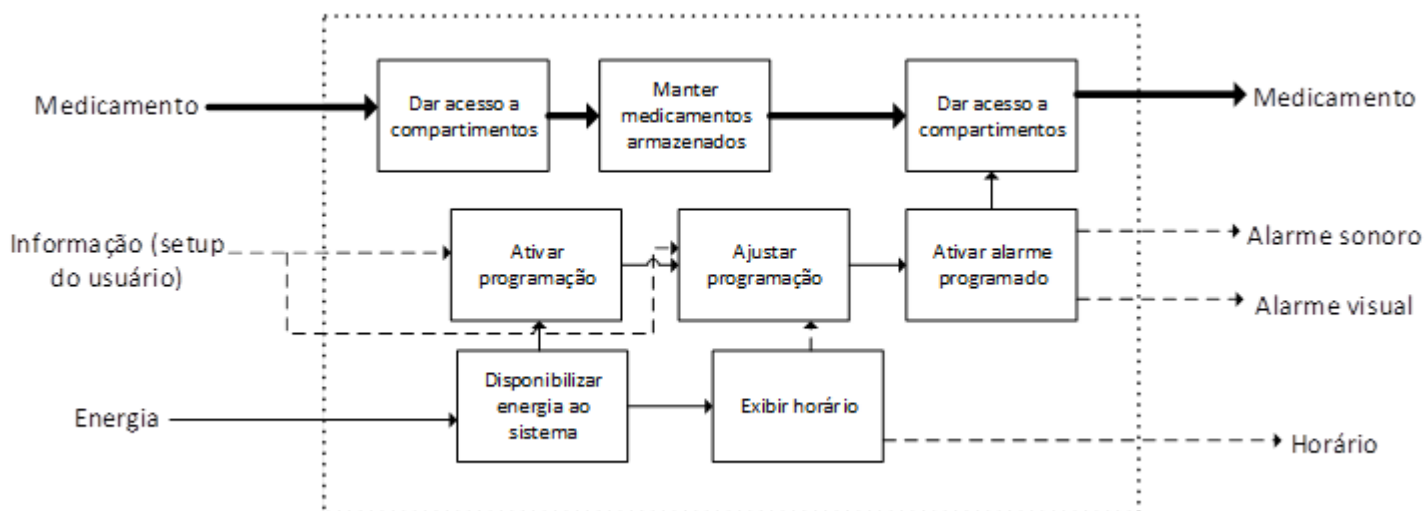 Medicamento
Dar acesso a
compartimentos
Manter
medicamentos
armazenados
Dar acesso a
compartimentos
Medicamento
Informação (setup
do usuário)
Ativar
programação
Ajustar
programação
Ativar alarme
programado
Alarme sonoro
Alarme visual
Energia
Disponibilizar
energia ao
sistema
Exibir horário
Horário